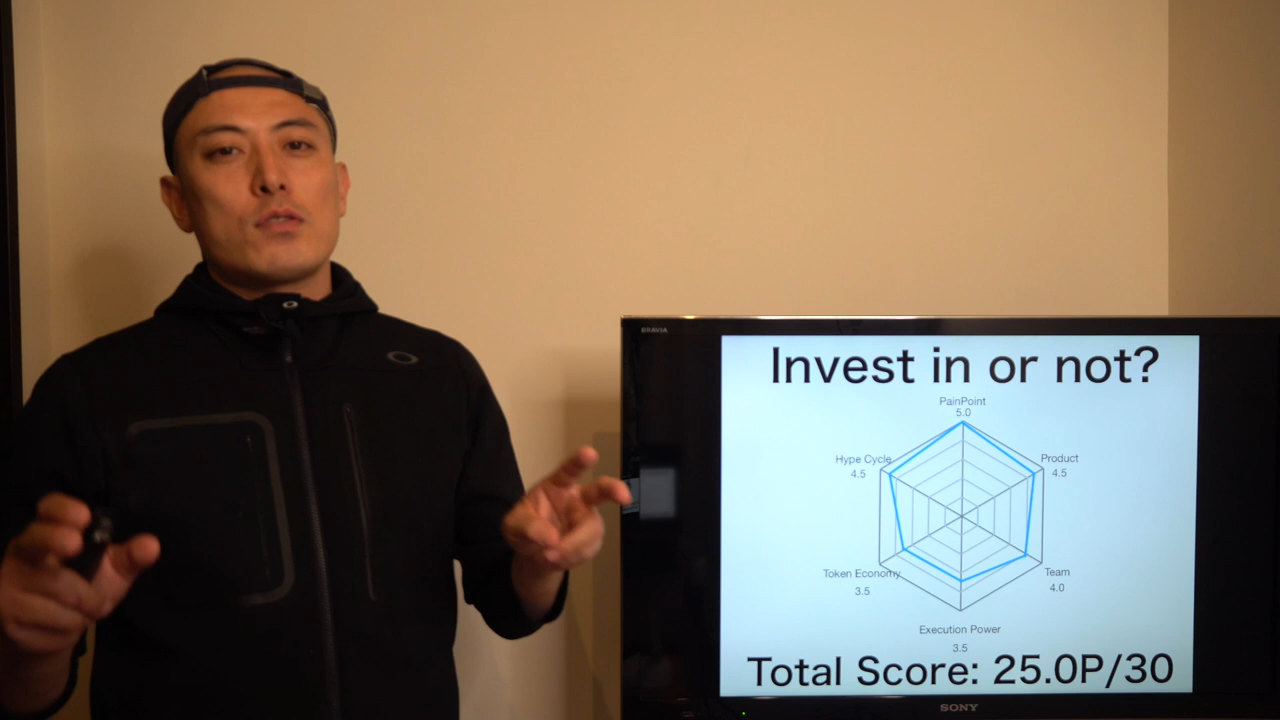 BRAVIA
Invest in or not?
PainPoint
5.0
Hype Cycle
4.5
Product
4.5
Token Economy
3.5
Team
4.0
Execution Power
3.5
Total Score: 25.0P/30
SONY